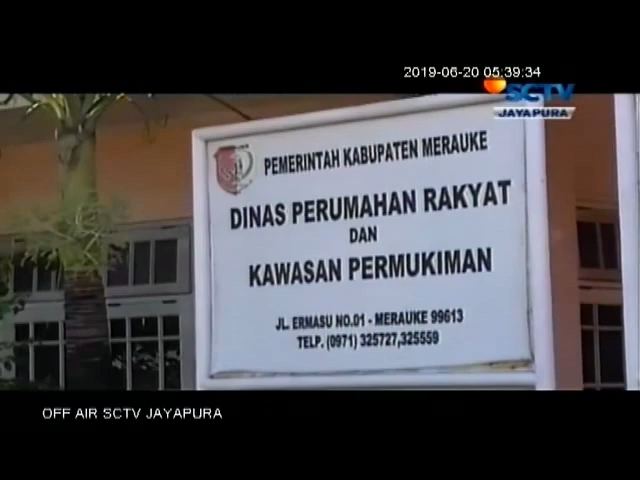 2019-06-20 05:39:34
SCTV
JAYAPURA
PEMERINTAH KABUPATEN MERAUKE
DINAS PERUMAHAN RAKYAT
DAN
KAWASAN PERMUKIMAN
JL. ERMASU NO.01 - MERAUKE 99613
TELP. (0971) 325727,325559
OFF AIR SCTV JAYAPURA